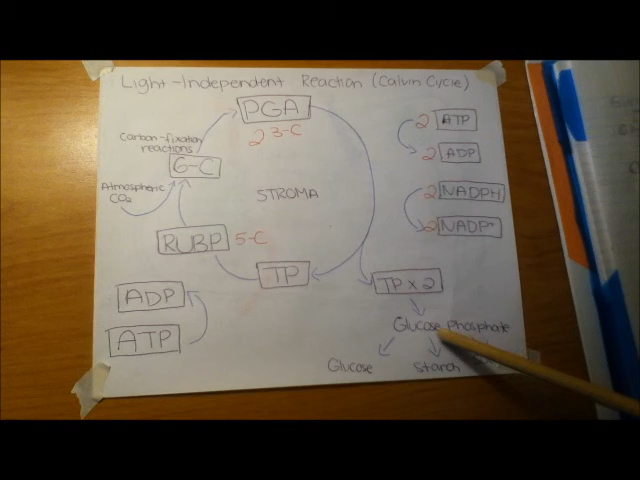 Light-Independent Reaction (Calvin Cycle)
PGA
2 3-C
Carbon-fixation
reactions
6-C
Atmospheric
CO2
STROMA
RUBP 5-C
TP
ADP
ATP
2 ATP
2 ADP
2 NADPH
2 NADP+
TP x 2
Glucose Phosphate
Glucose
Starch